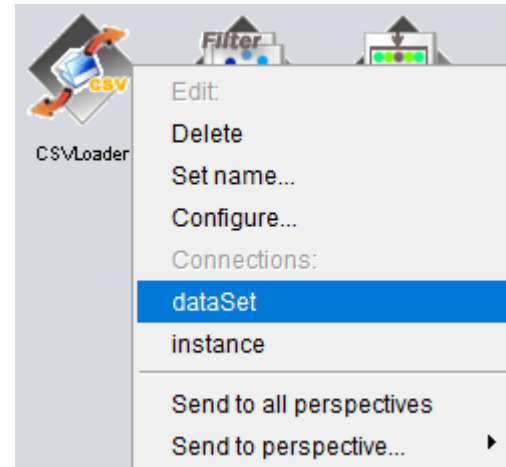 Filter
CSV
CSVLoader
Edit:
Delete
Set name...
Configure...
Connections:
dataSet
instance
Send to all perspectives
Send to perspective...